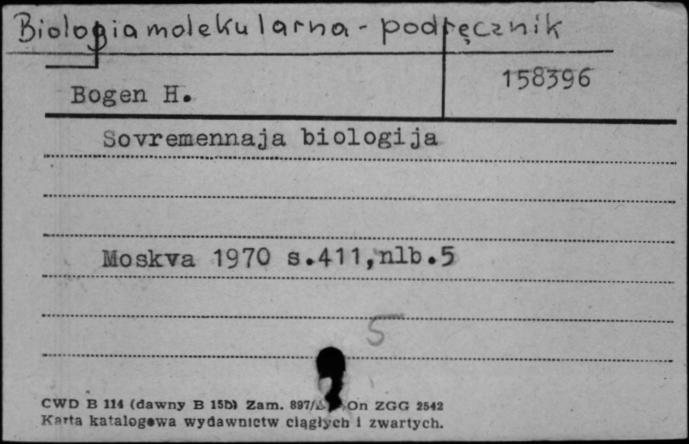 Biologia molekularna - podręcznik
158396
Bogen H.
Sovremennaja biologija
Moskva 1970 s.411,nlb.5
5
CWD B 114 (dawny B 15b) Zam. 897/ On ZGG 2542
Karta katalogowa wydawnictw ciągłych i zwartych.